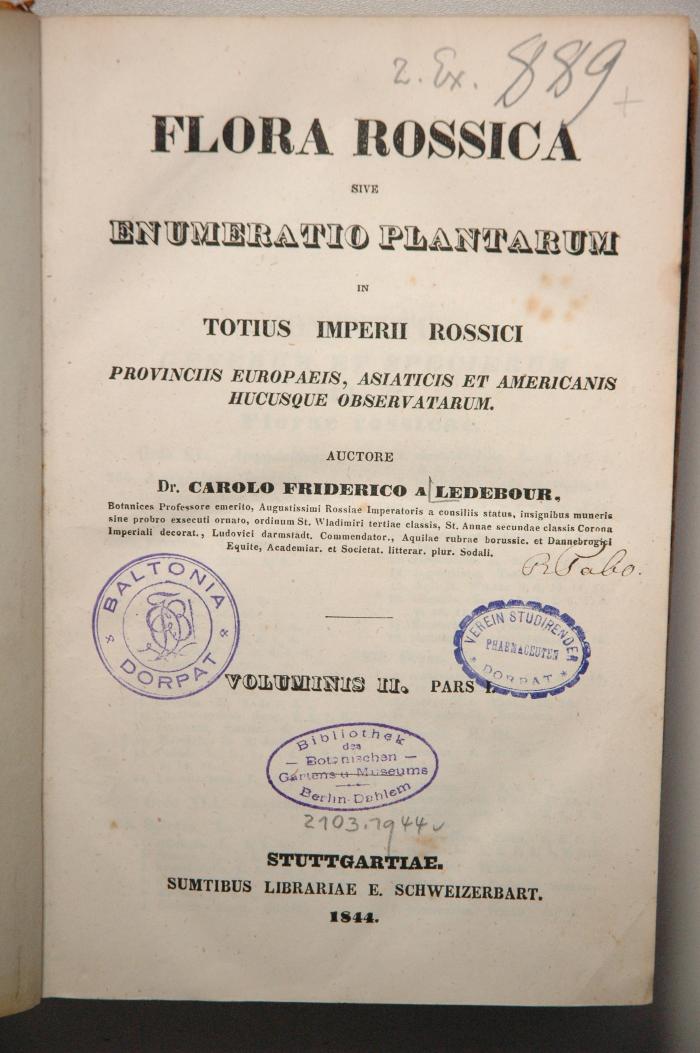 2. Ex. 889
FLORA ROSSICA
SIVE
ENUMERATIO PLANTARUM
IN
TOTIUS IMPERII ROSSICI
PROVINCIIS EUROPAEIS, ASIATICIS ET AMERICANIS
HUCUSQUE OBSERVATARUM.
AUCTORE
Dr. CAROLO FRIDERICO A LEDEBOUR,
Botanices Professore emerito, Augustissimi Rossiae Imperatoris a consiliis status, insignibus muneris
sine probro exsecuti ornato, ordinum St. Wladimiri tertiae classis, St. Annae secundae classis Corona
Imperiali decorat., Ludovici darmstadt. Commendator., Aquilae rubrae borussic. et Dannebrogici
Equite, Academiar. et Societat. litterar. plur. Sodali.
BALTONIA
DORPAT
VEREIN STUDIRENDER
PHARMACEUTEN
DORPAT
VOLUMINIS II. PARS I.
Bibliothek
des
Botanischen
Gartens u. Museums
Berlin-Dahlem
2103.1944
STUTTGARTIAE.
SUMTIBUS LIBRARIAE E. SCHWEIZERBART.
1844.